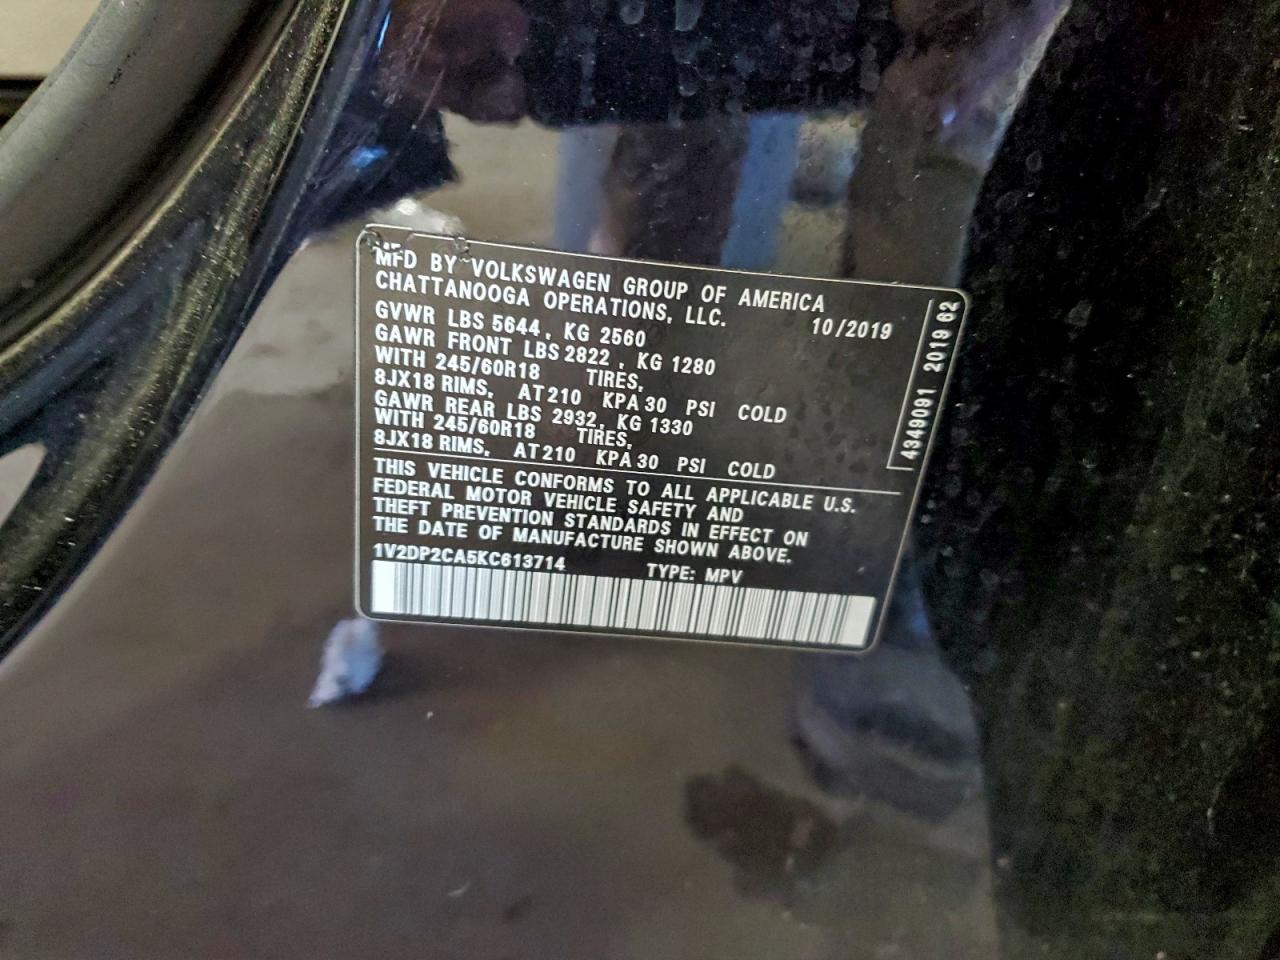 MFD BY VOLKSWAGEN GROUP OF AMERICA
CHATTANOOGA OPERATIONS, LLC. 10/2019
GVWR LBS 5644, KG 2560
GAWR FRONT LBS 2822, KG 1280
WITH 245/60R18 TIRES,
8JX18 RIMS, AT 210 KPA 30 PSI COLD
GAWR REAR LBS 2932, KG 1330
WITH 245/60R18 TIRES,
8JX18 RIMS, AT 210 KPA 30 PSI COLD
THIS VEHICLE CONFORMS TO ALL APPLICABLE U.S.
FEDERAL MOTOR VEHICLE SAFETY AND
THEFT PREVENTION STANDARDS IN EFFECT ON
THE DATE OF MANUFACTURE SHOWN ABOVE.
1V2DP2CA5KC613714 TYPE: MPV
4349091 2019 62